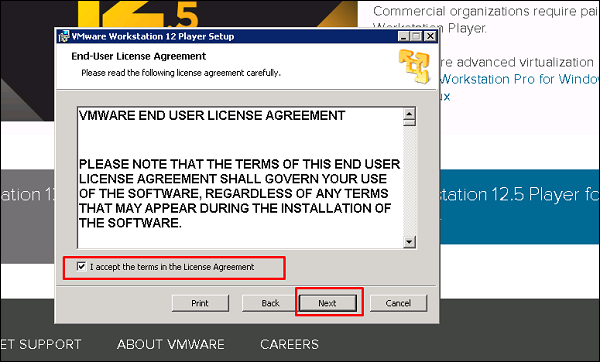 12.5
Commercial organizations require pai
Workstation Player.
re advanced virtualization
Workstation Pro for Window
ux
VMware Workstation 12 Player Setup
End-User License Agreement
Please read the following license agreement carefully.
VMWARE END USER LICENSE AGREEMENT
PLEASE NOTE THAT THE TERMS OF THIS END USER
LICENSE AGREEMENT SHALL GOVERN YOUR USE
OF THE SOFTWARE, REGARDLESS OF ANY TERMS
THAT MAY APPEAR DURING THE INSTALLATION OF
THE SOFTWARE.
I accept the terms in the License Agreement
Print
Back
Next
Cancel
station 12
station 12.5 Player for
ET SUPPORT
ABOUT VMWARE
CAREERS